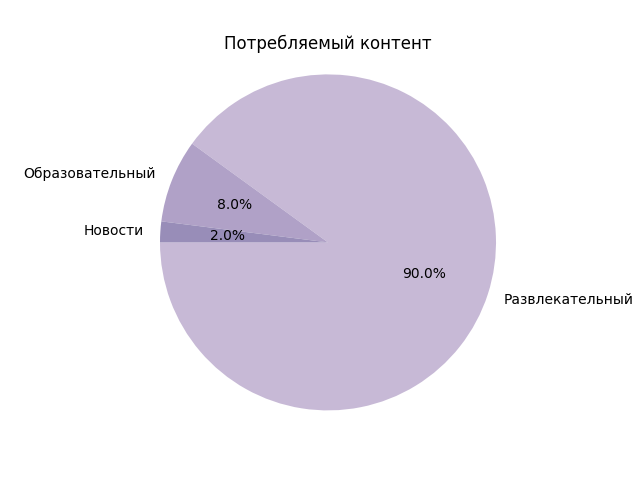 Потребляемый контент
Образовательный
8.0%
Новости
2.0%
90.0%
Развлекательный